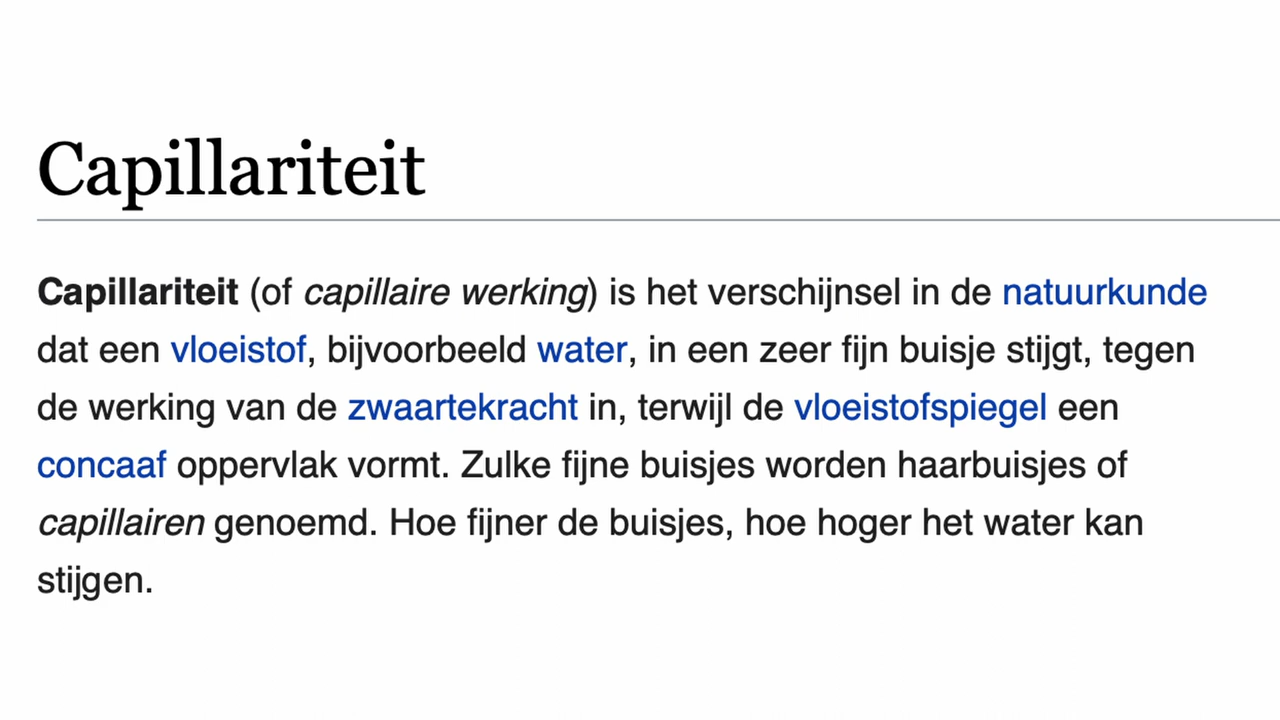 Capillariteit
Capillariteit (of capillaire werking) is het verschijnsel in de natuurkunde
dat een vloeistof, bijvoorbeeld water, in een zeer fijn buisje stijgt, tegen
de werking van de zwaartekracht in, terwijl de vloeistofspiegel een
concaaf oppervlak vormt. Zulke fijne buisjes worden haarbuisjes of
capillairen genoemd. Hoe fijner de buisjes, hoe hoger het water kan
stijgen.